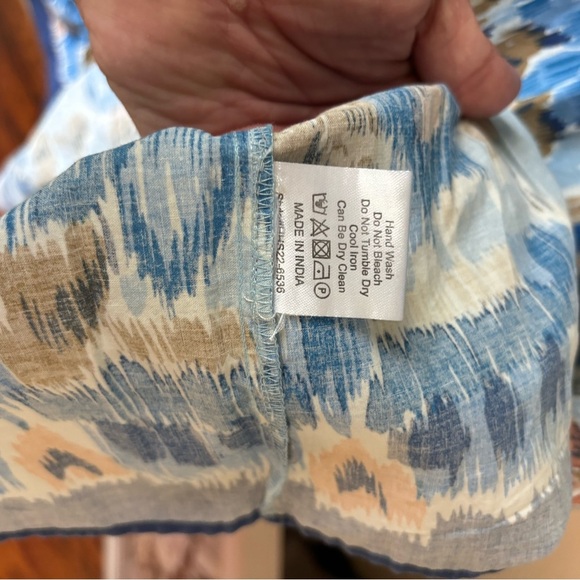 Hand Wash
Do Not Bleach
Do Not Tumble Dry
Cool Iron
Can Be Dry Clean
P
MADE IN INDIA